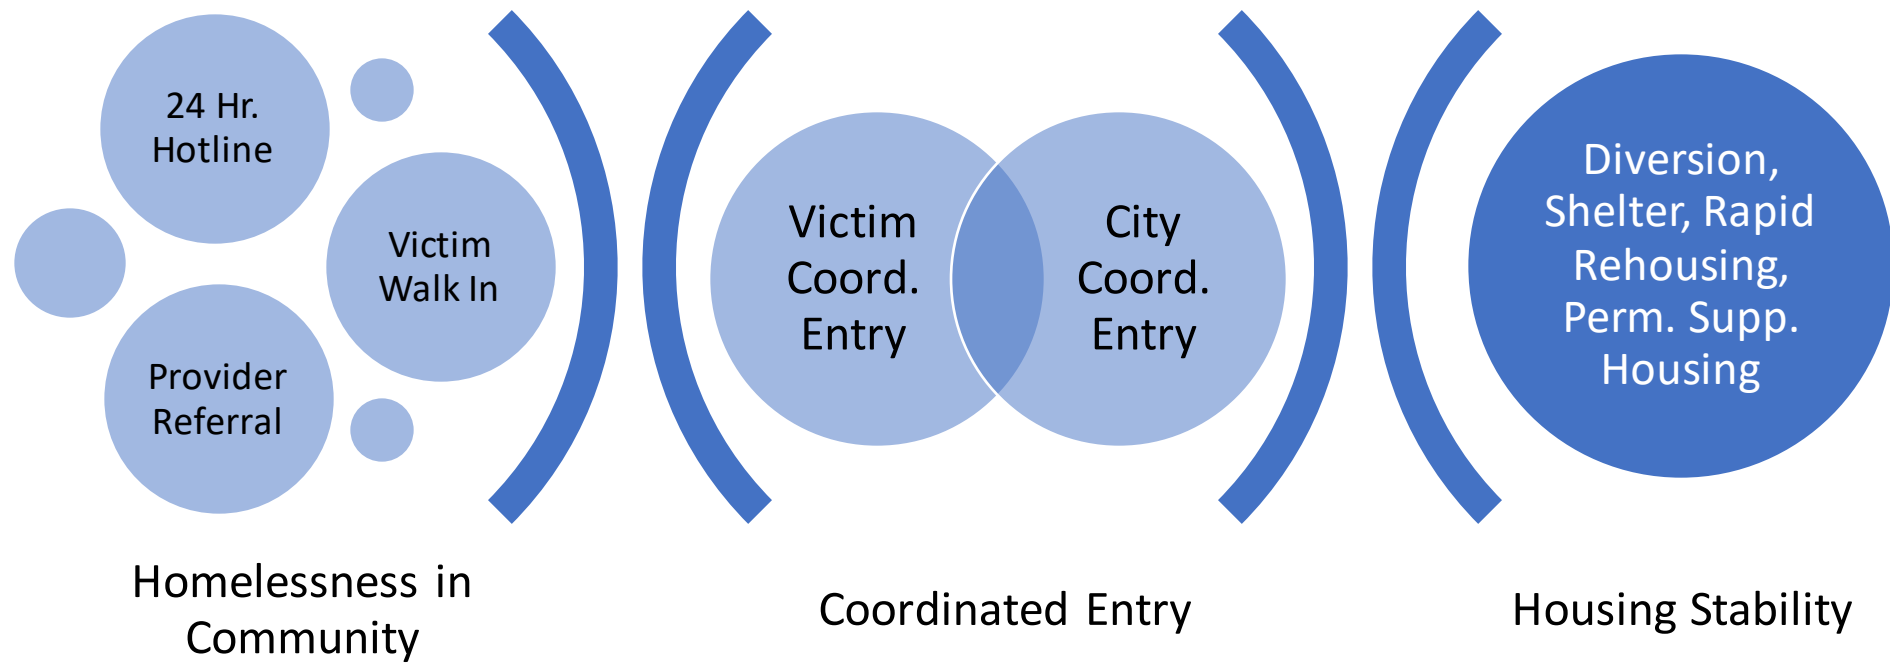 24 Hr.
Hotline
Victim
Walk In
Provider
Referral
Homelessness in
Community
Victim
Coord.
Entry
City
Coord.
Entry
Coordinated Entry
Diversion,
Shelter, Rapid
Rehousing,
Perm. Supp.
Housing
Housing Stability